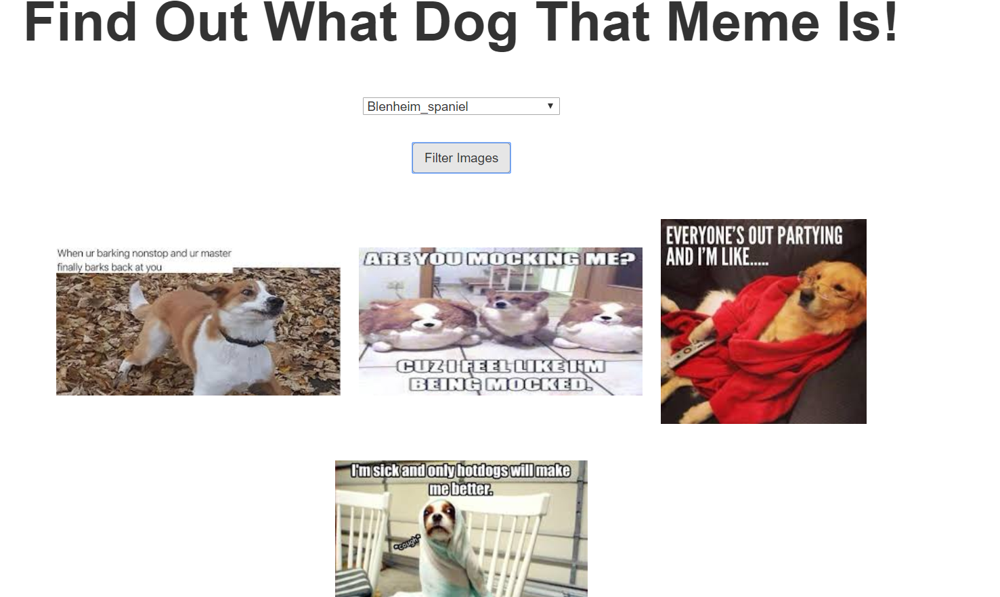 Find Out What Dog That Meme Is!
Blenheim_spaniel
Filter Images
When ur barking nonstop and ur master
finally barks back at you
ARE YOU MOCKING ME?
CUZ I FEEL LIKE I'M
BEING MOCKED.
EVERYONE'S OUT PARTYING
AND I'M LIKE.....
I'm sick and only hotdogs will make
me better.
*cough*